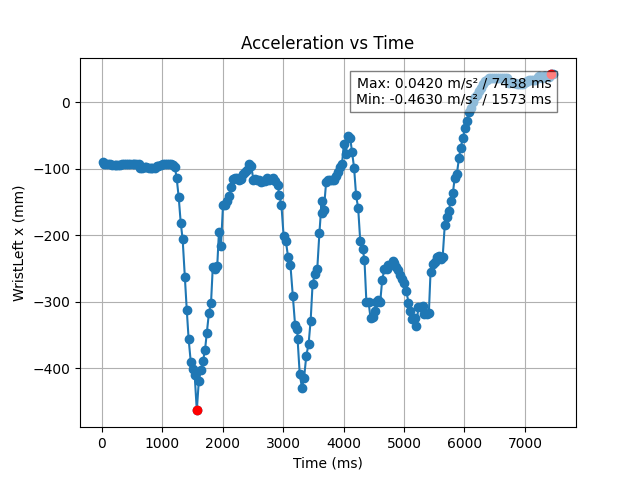 Acceleration vs Time
Max: 0.0420 m/s² / 7438 ms
Min: -0.4630 m/s² / 1573 ms
WristLeft x (mm)
0
−100
−200
−300
−400
0 1000 2000 3000 4000 5000 6000 7000
Time (ms)